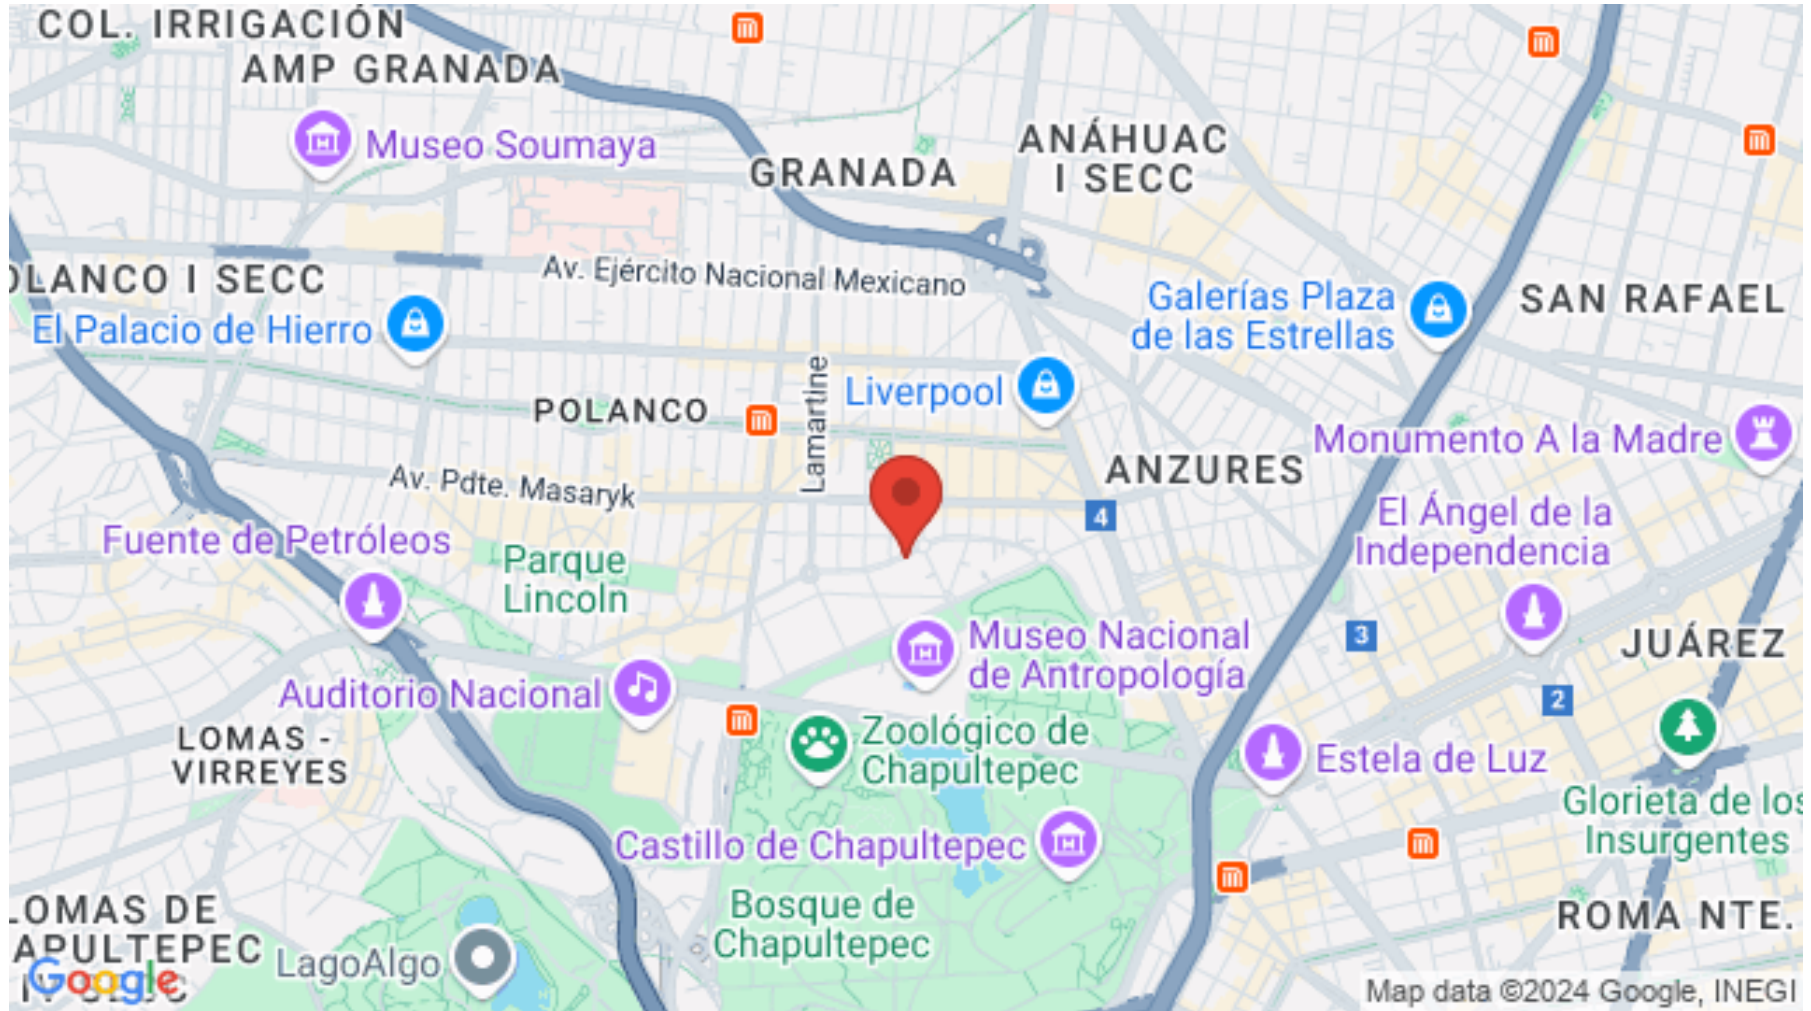 COL. IRRIGACIÓN
AMP GRANADA
Museo Soumaya
GRANADA
ANÁHUAC
I SECC
Av. Ejército Nacional Mexicano
OLANCO I SECC
El Palacio de Hierro
Galerías Plaza
de las Estrellas
SAN RAFAEL
Lamartine
Liverpool
POLANCO
Monumento A la Madre
ANZURES
Av. Pdte. Masaryk
4
El Ángel de la
Independencia
Fuente de Petróleos
Parque
Lincoln
3
Museo Nacional
de Antropología
JUÁREZ
Auditorio Nacional
2
Zoológico de
Chapultepec
LOMAS -
VIRREYES
Estela de Luz
Glorieta de los
Insurgentes
Castillo de Chapultepec
Bosque de
Chapultepec
LOMAS DE
APULTEPEC
ROMA NTE.
LagoAlgo
Google
Map data ©2024 Google, INEGI